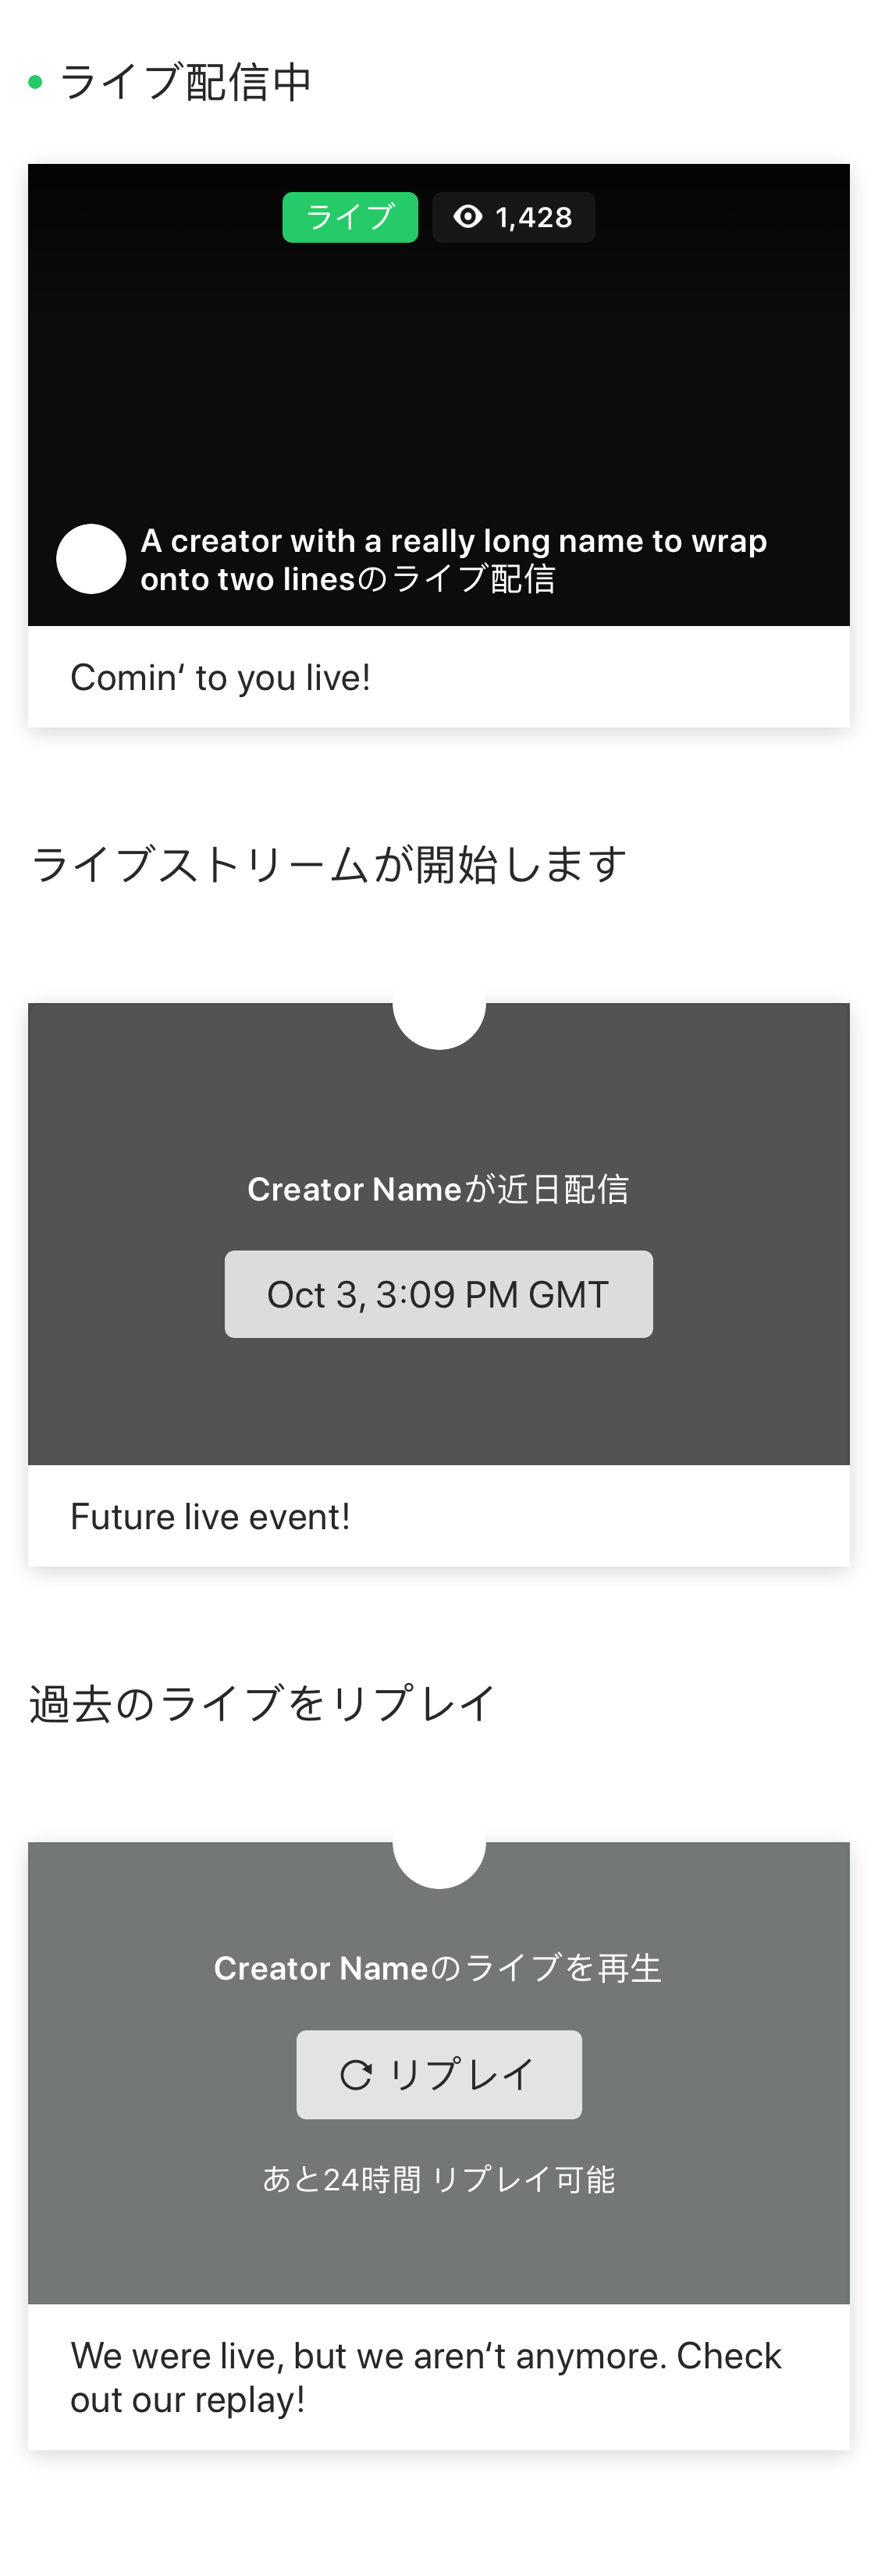 ライブ配信中
ライブ 1,428
A creator with a really long name to wrap
onto two linesのライブ配信
Comin‘ to you live!
ライブストリームが開始します
Creator Nameが近日配信
Oct 3, 3:09 PM GMT
Future live event!
過去のライブをリプレイ
Creator Nameのライブを再生
リプレイ
あと24時間 リプレイ可能
We were live, but we aren‘t anymore. Check
out our replay!